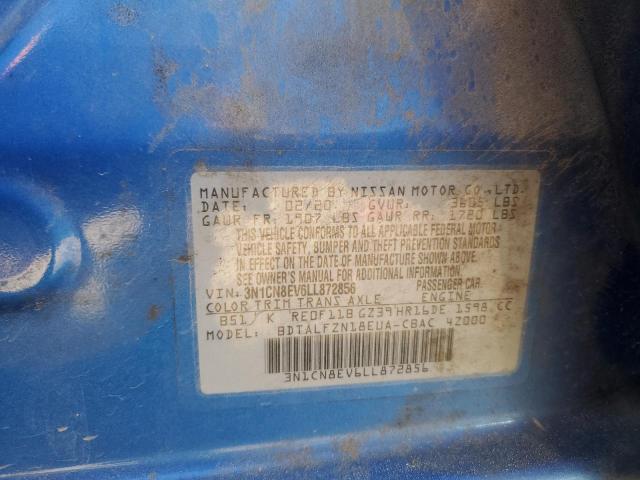 MANUFACTURED BY NISSAN MOTOR CO.,LTD.
DATE: 02/20 GVWR: 3605 LBS
GAWR FR: 1907 LBS GAWR RR: 1720 LBS
THIS VEHICLE CONFORMS TO ALL APPLICABLE FEDERAL MOTOR
VEHICLE SAFETY, BUMPER AND THEFT PREVENTION STANDARDS
IN EFFECT ON THE DATE OF MANUFACTURE SHOWN ABOVE.
SEE OWNER'S MANUAL FOR ADDITIONAL INFORMATION.
VIN: 3N1CN8EV6LL872856 PASSENGER CAR
COLOR TRIM TRANS AXLE ENGINE
B51 / K RE0F11B GZ39 HR16DE 1598 CC
MODEL: BDTALFZN18EUA-CBAC 42000
3N1CN8EV6LL872856